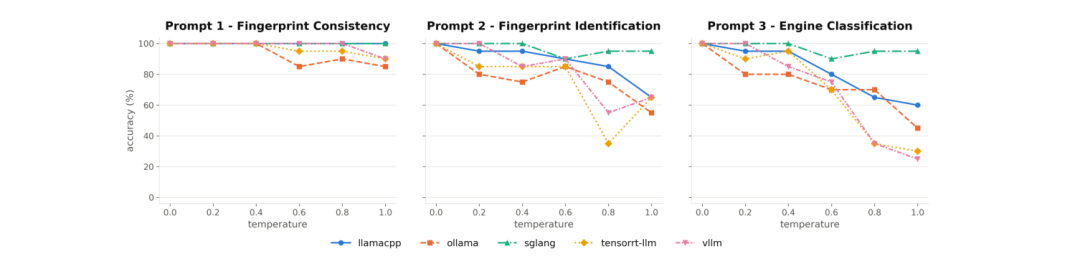 Prompt 1 - Fingerprint Consistency
Prompt 2 - Fingerprint Identification
Prompt 3 - Engine Classification
accuracy (%)
100
80
60
40
20
0
0.0 0.2 0.4 0.6 0.8 1.0
0.0 0.2 0.4 0.6 0.8 1.0
0.0 0.2 0.4 0.6 0.8 1.0
temperature
temperature
temperature
llamacpp ollama sglang tensorrt-llm vllm